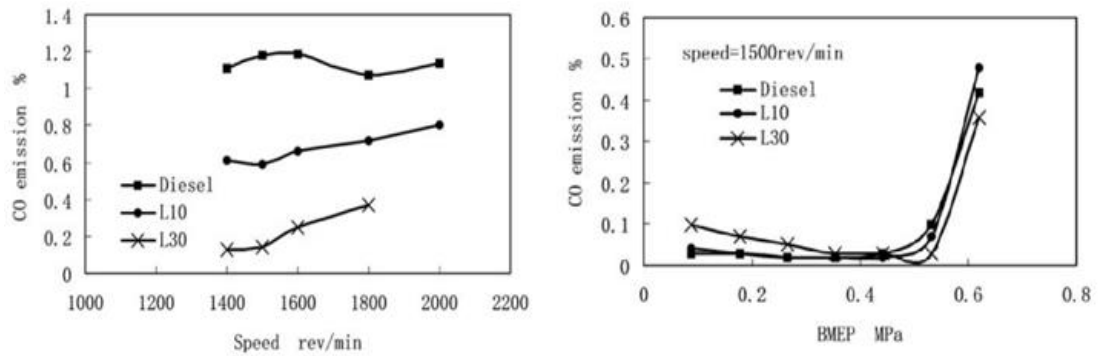 1.4
1.2
1
0.8
0.6
0.4
0.2
0
CO emission %
Diesel
L10
L30
1000 1200 1400 1600 1800 2000 2200
Speed rev/min
0.6
0.5
0.4
0.3
0.2
0.1
0
CO emission %
speed=1500rev/min
Diesel
L10
L30
0 0.2 0.4 0.6 0.8
BMEP MPa